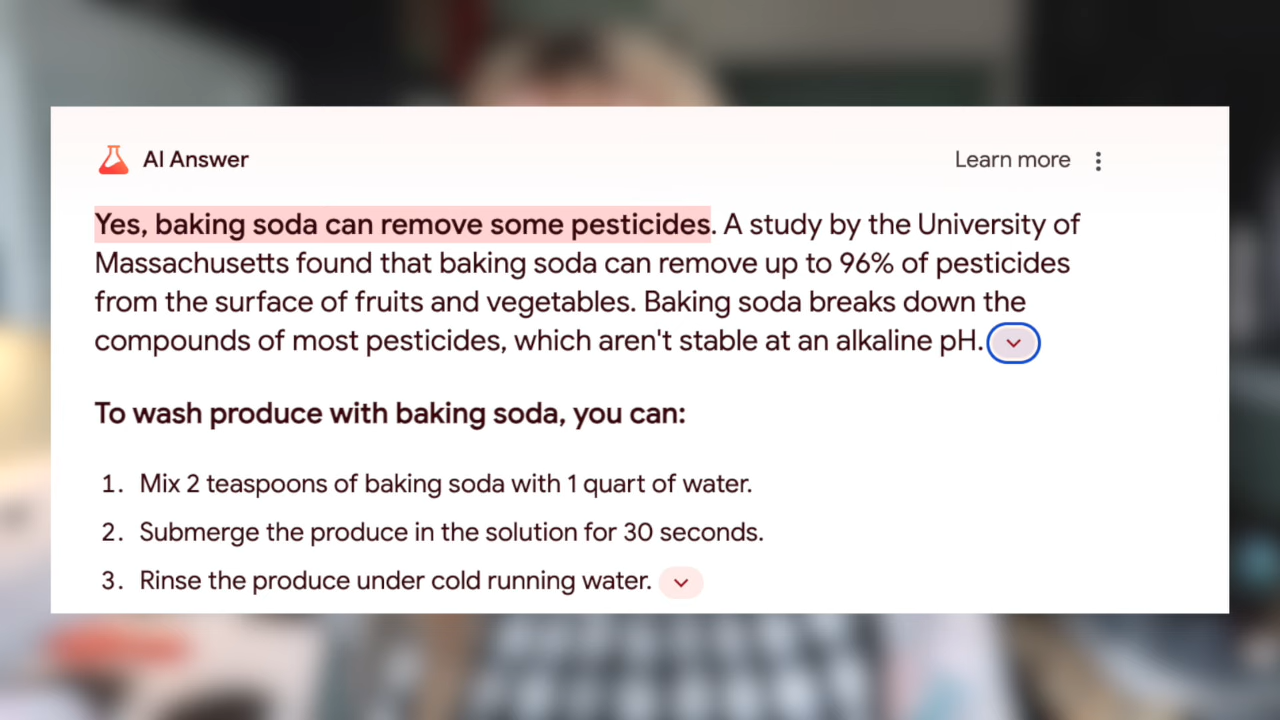 AI Answer
Learn more
Yes, baking soda can remove some pesticides. A study by the University of
Massachusetts found that baking soda can remove up to 96% of pesticides
from the surface of fruits and vegetables. Baking soda breaks down the
compounds of most pesticides, which aren't stable at an alkaline pH.
To wash produce with baking soda, you can:
1. Mix 2 teaspoons of baking soda with 1 quart of water.
2. Submerge the produce in the solution for 30 seconds.
3. Rinse the produce under cold running water.